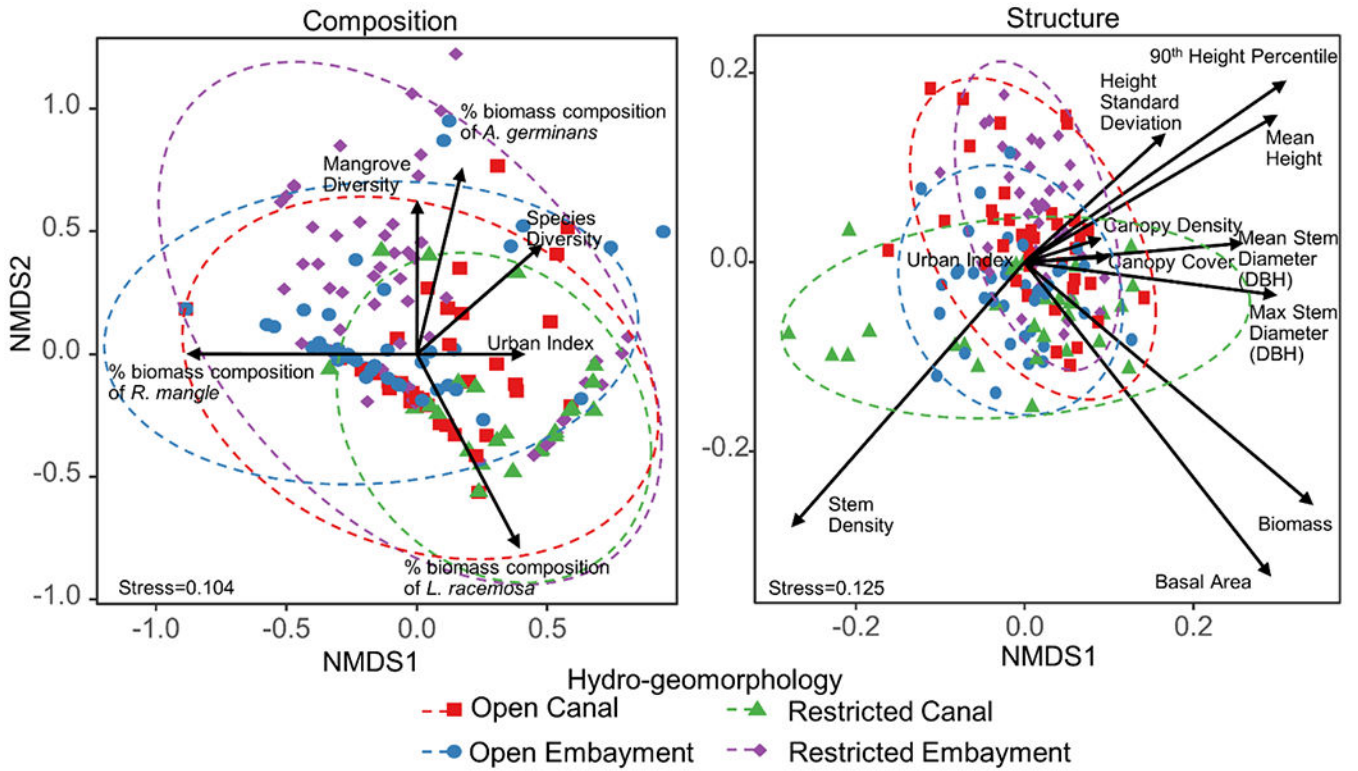 Composition
NMDS2
1.0
0.5
0.0
-0.5
-1.0
-1.0
-0.5
0.0
0.5
NMDS1
% biomass composition
of A. germinans
Mangrove
Diversity
Species
Diversity
Urban Index
% biomass composition
of R. mangle
% biomass composition
of L. racemosa
Stress=0.104
Structure
0.2
0.0
-0.2
-0.2
0.0
0.2
NMDS1
90th Height Percentile
Height
Standard
Deviation
Mean
Height
Canopy Density
Mean Stem
Diameter
(DBH)
Urban Index
Canopy Cover
Max Stem
Diameter
(DBH)
Stem
Density
Biomass
Basal Area
Stress=0.125
Hydro-geomorphology
Open Canal
Restricted Canal
Open Embayment
Restricted Embayment